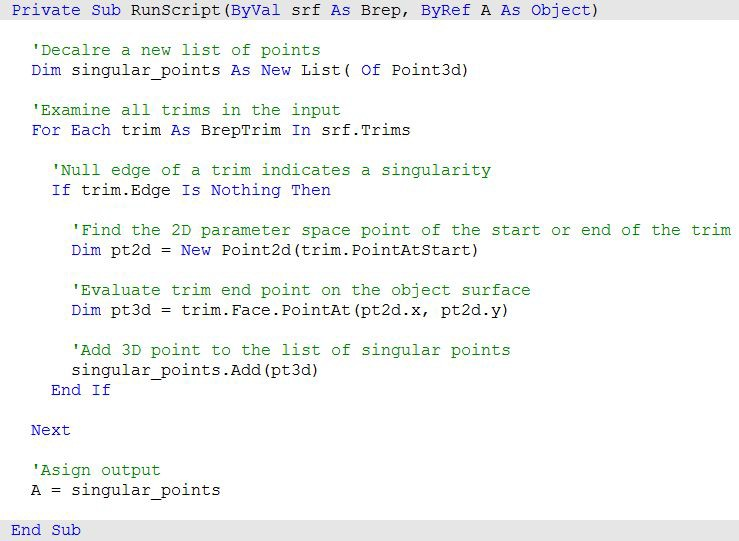 Private Sub RunScript(ByVal srf As Brep, ByRef A As Object)
'Decalre a new list of points
Dim singular_points As New List( Of Point3d)
'Examine all trims in the input
For Each trim As BrepTrim In srf.Trims
'Null edge of a trim indicates a singularity
If trim.Edge Is Nothing Then
'Find the 2D parameter space point of the start or end of the trim
Dim pt2d = New Point2d(trim.PointAtStart)
'Evaluate trim end point on the object surface
Dim pt3d = trim.Face.PointAt(pt2d.x, pt2d.y)
'Add 3D point to the list of singular points
singular_points.Add(pt3d)
End If
Next
'Asign output
A = singular_points
End Sub